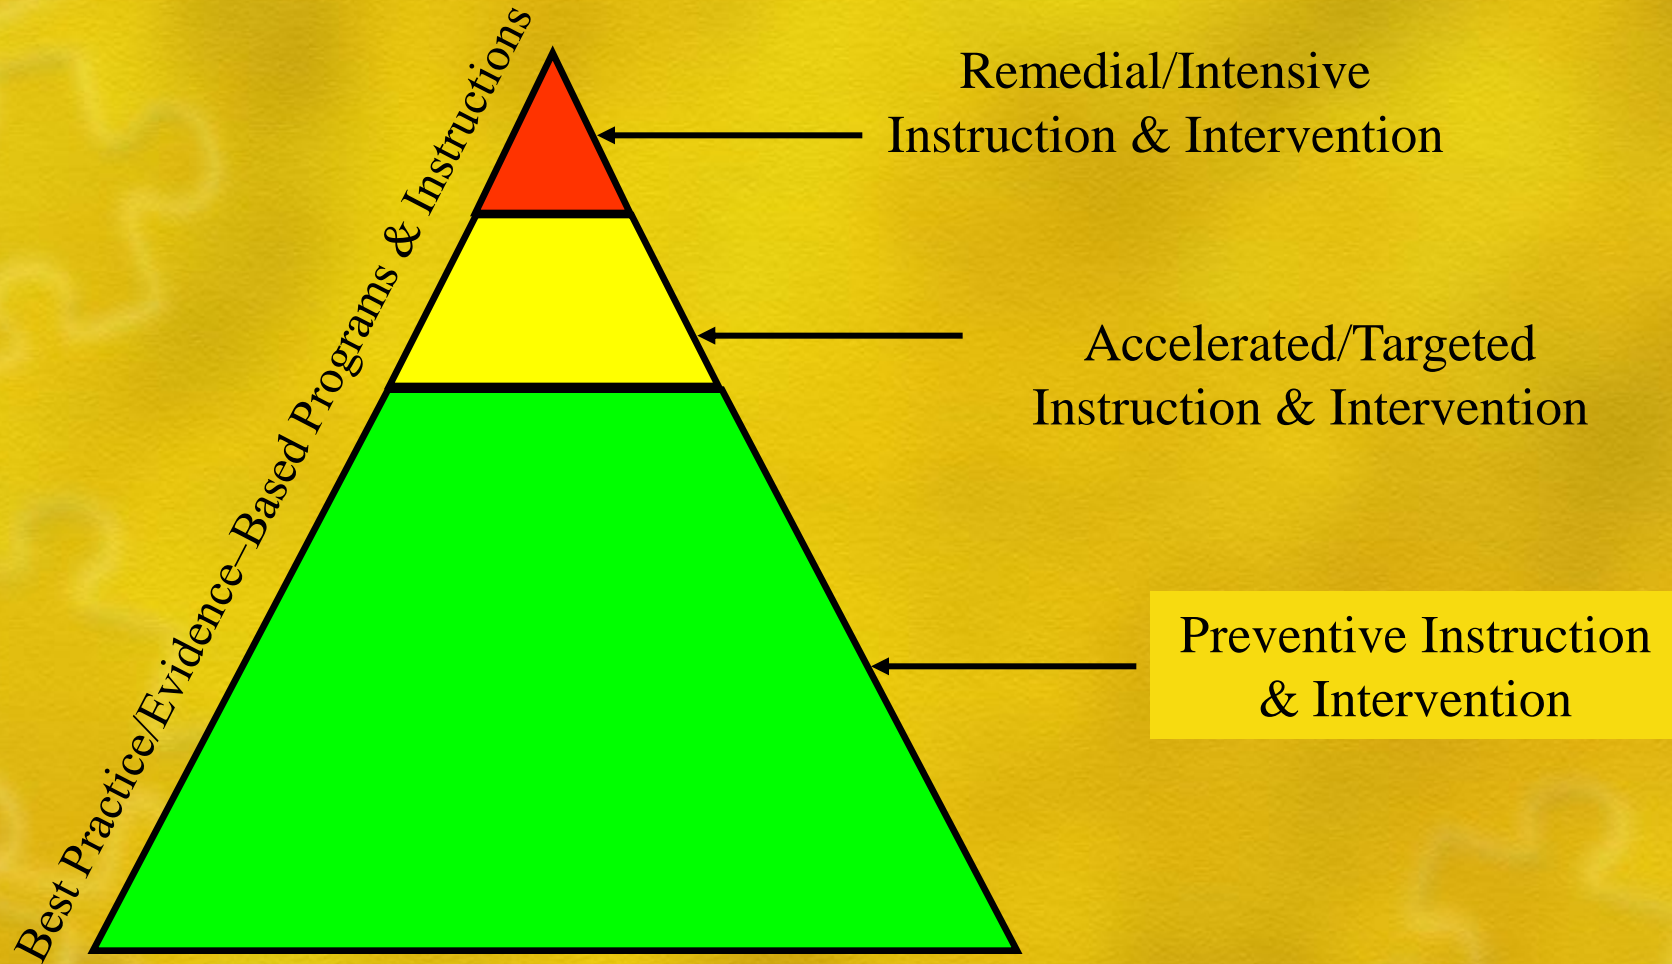 Best Practice/Evidence–Based Programs & Instructions
Remedial/Intensive
Instruction & Intervention
Accelerated/Targeted
Instruction & Intervention
Preventive Instruction
& Intervention